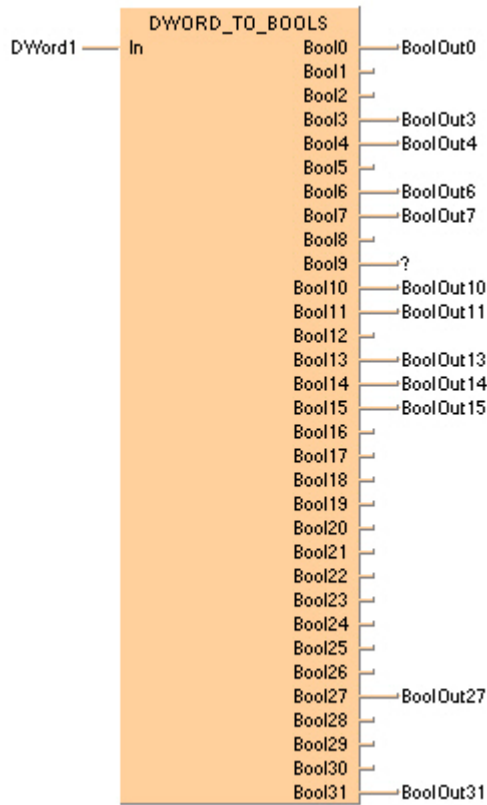 DWORD_TO_BOOLS
DWord1 In Bool0 BoolOut0
Bool1
Bool2
Bool3 BoolOut3
Bool4 BoolOut4
Bool5
Bool6 BoolOut6
Bool7 BoolOut7
Bool8
Bool9 ?
Bool10 BoolOut10
Bool11 BoolOut11
Bool12
Bool13 BoolOut13
Bool14 BoolOut14
Bool15 BoolOut15
Bool16
Bool17
Bool18
Bool19
Bool20
Bool21
Bool22
Bool23
Bool24
Bool25
Bool26
Bool27 BoolOut27
Bool28
Bool29
Bool30
Bool31 BoolOut31